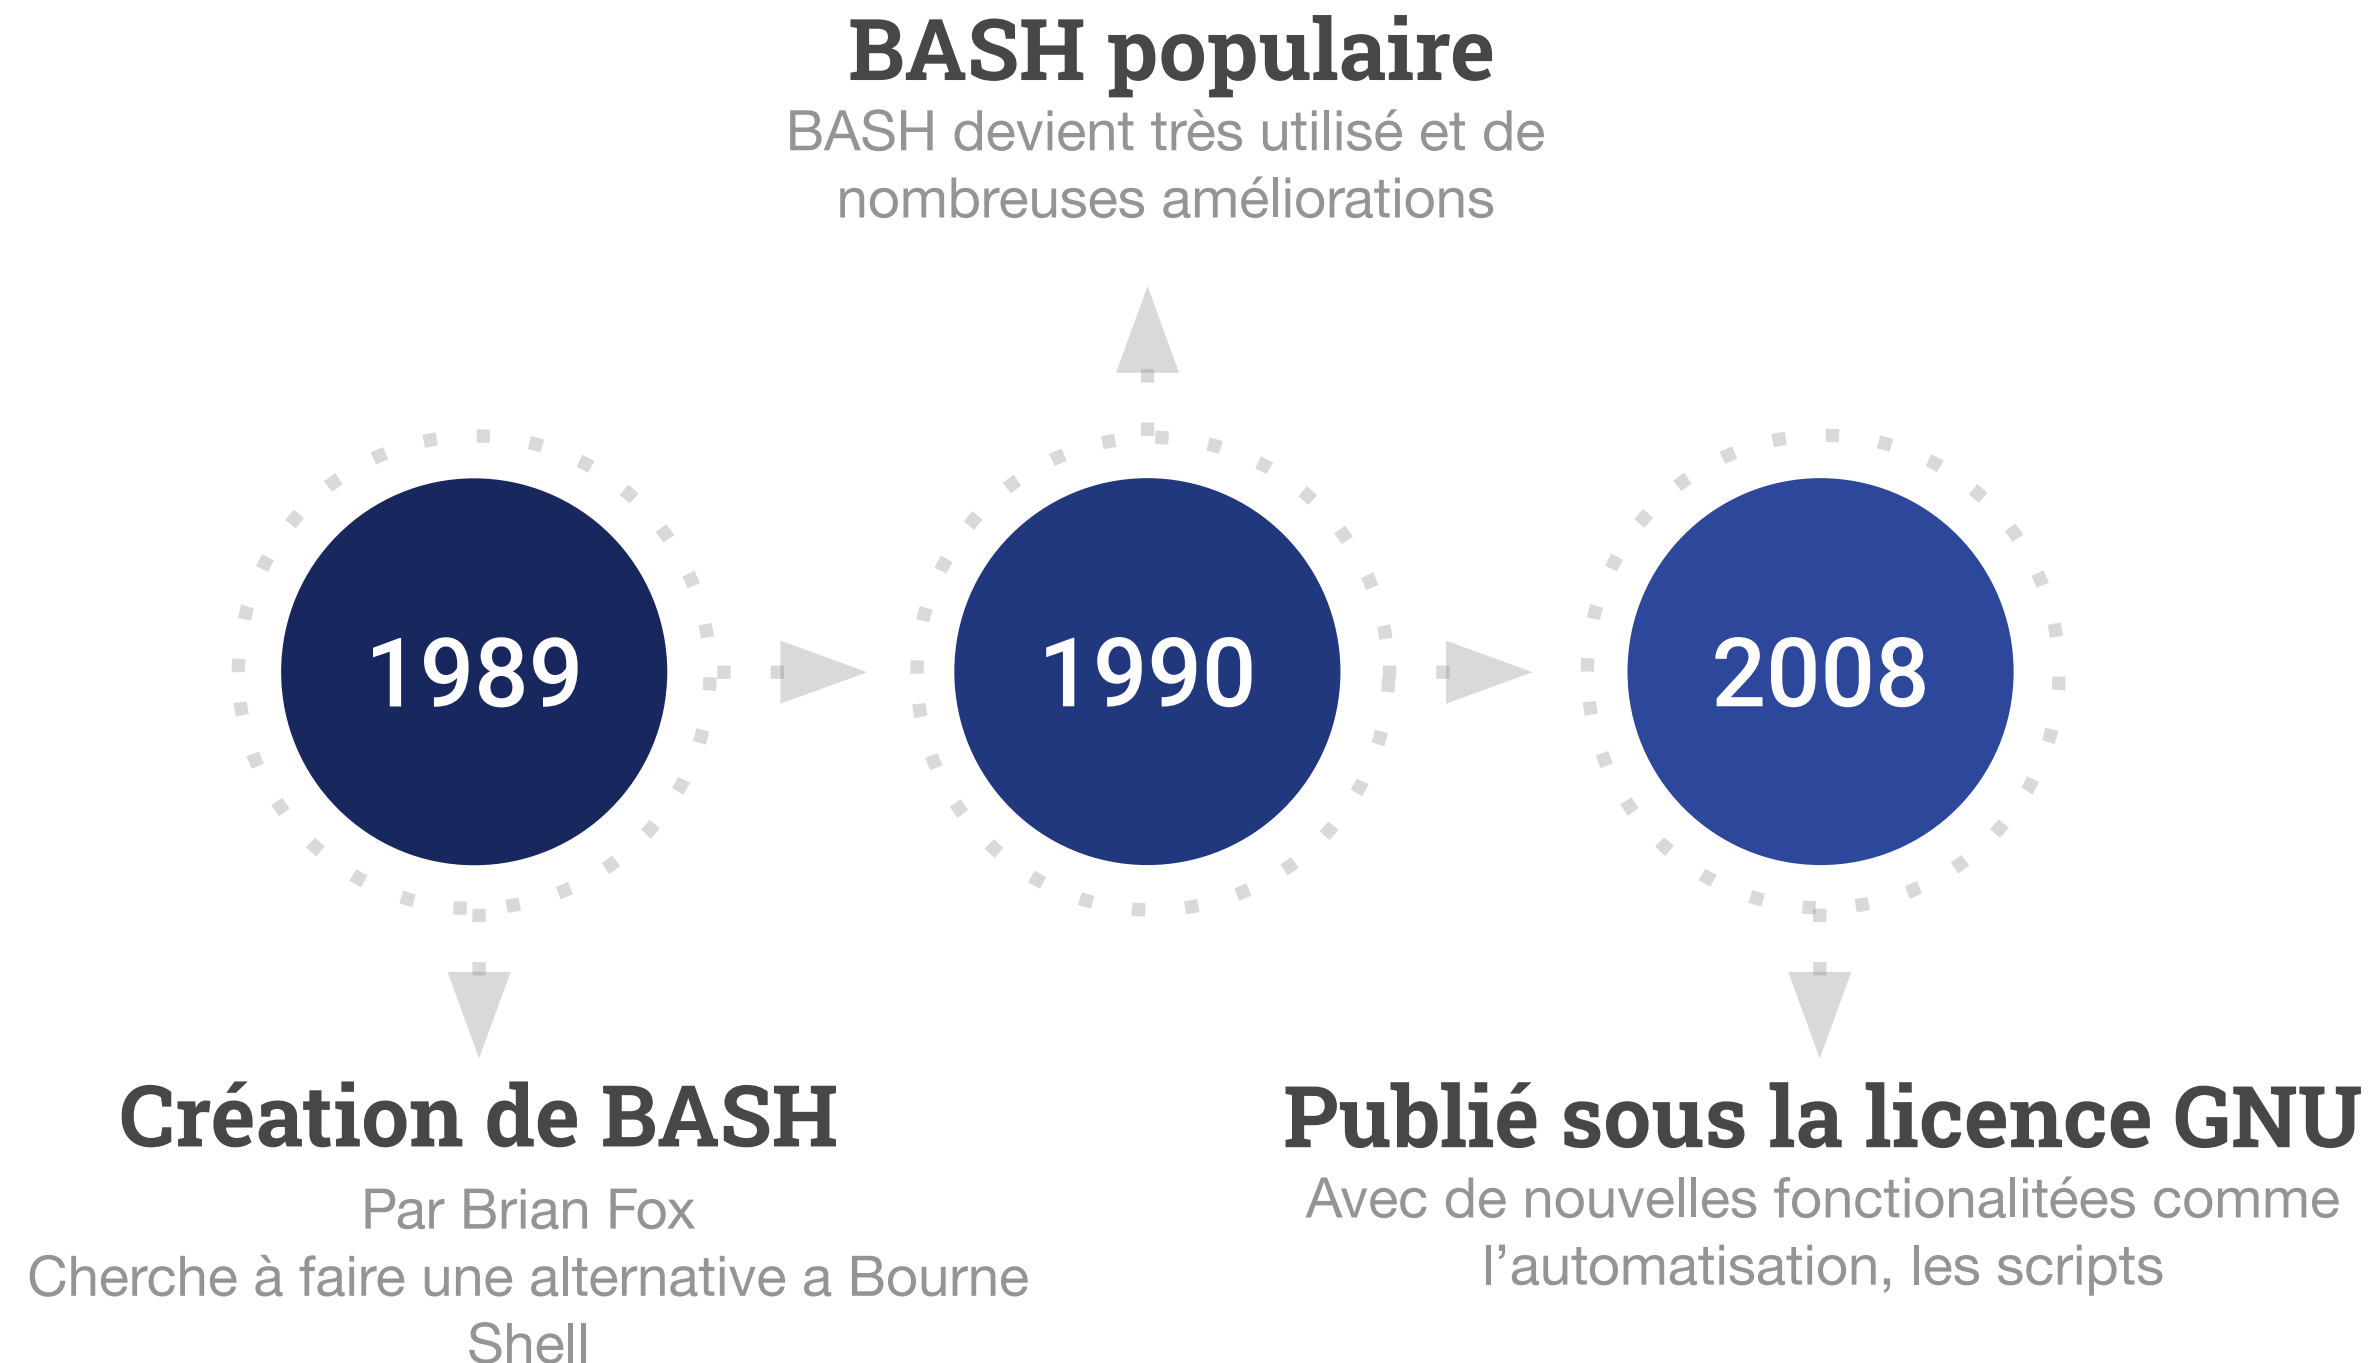 BASH populaire
BASH devient très utilisé et de
nombreuses améliorations
1989
1990
2008
Création de BASH
Par Brian Fox
Cherche à faire une alternative a Bourne
Shell
Publié sous la licence GNU
Avec de nouvelles fonctionalitées comme
l’automatisation, les scripts